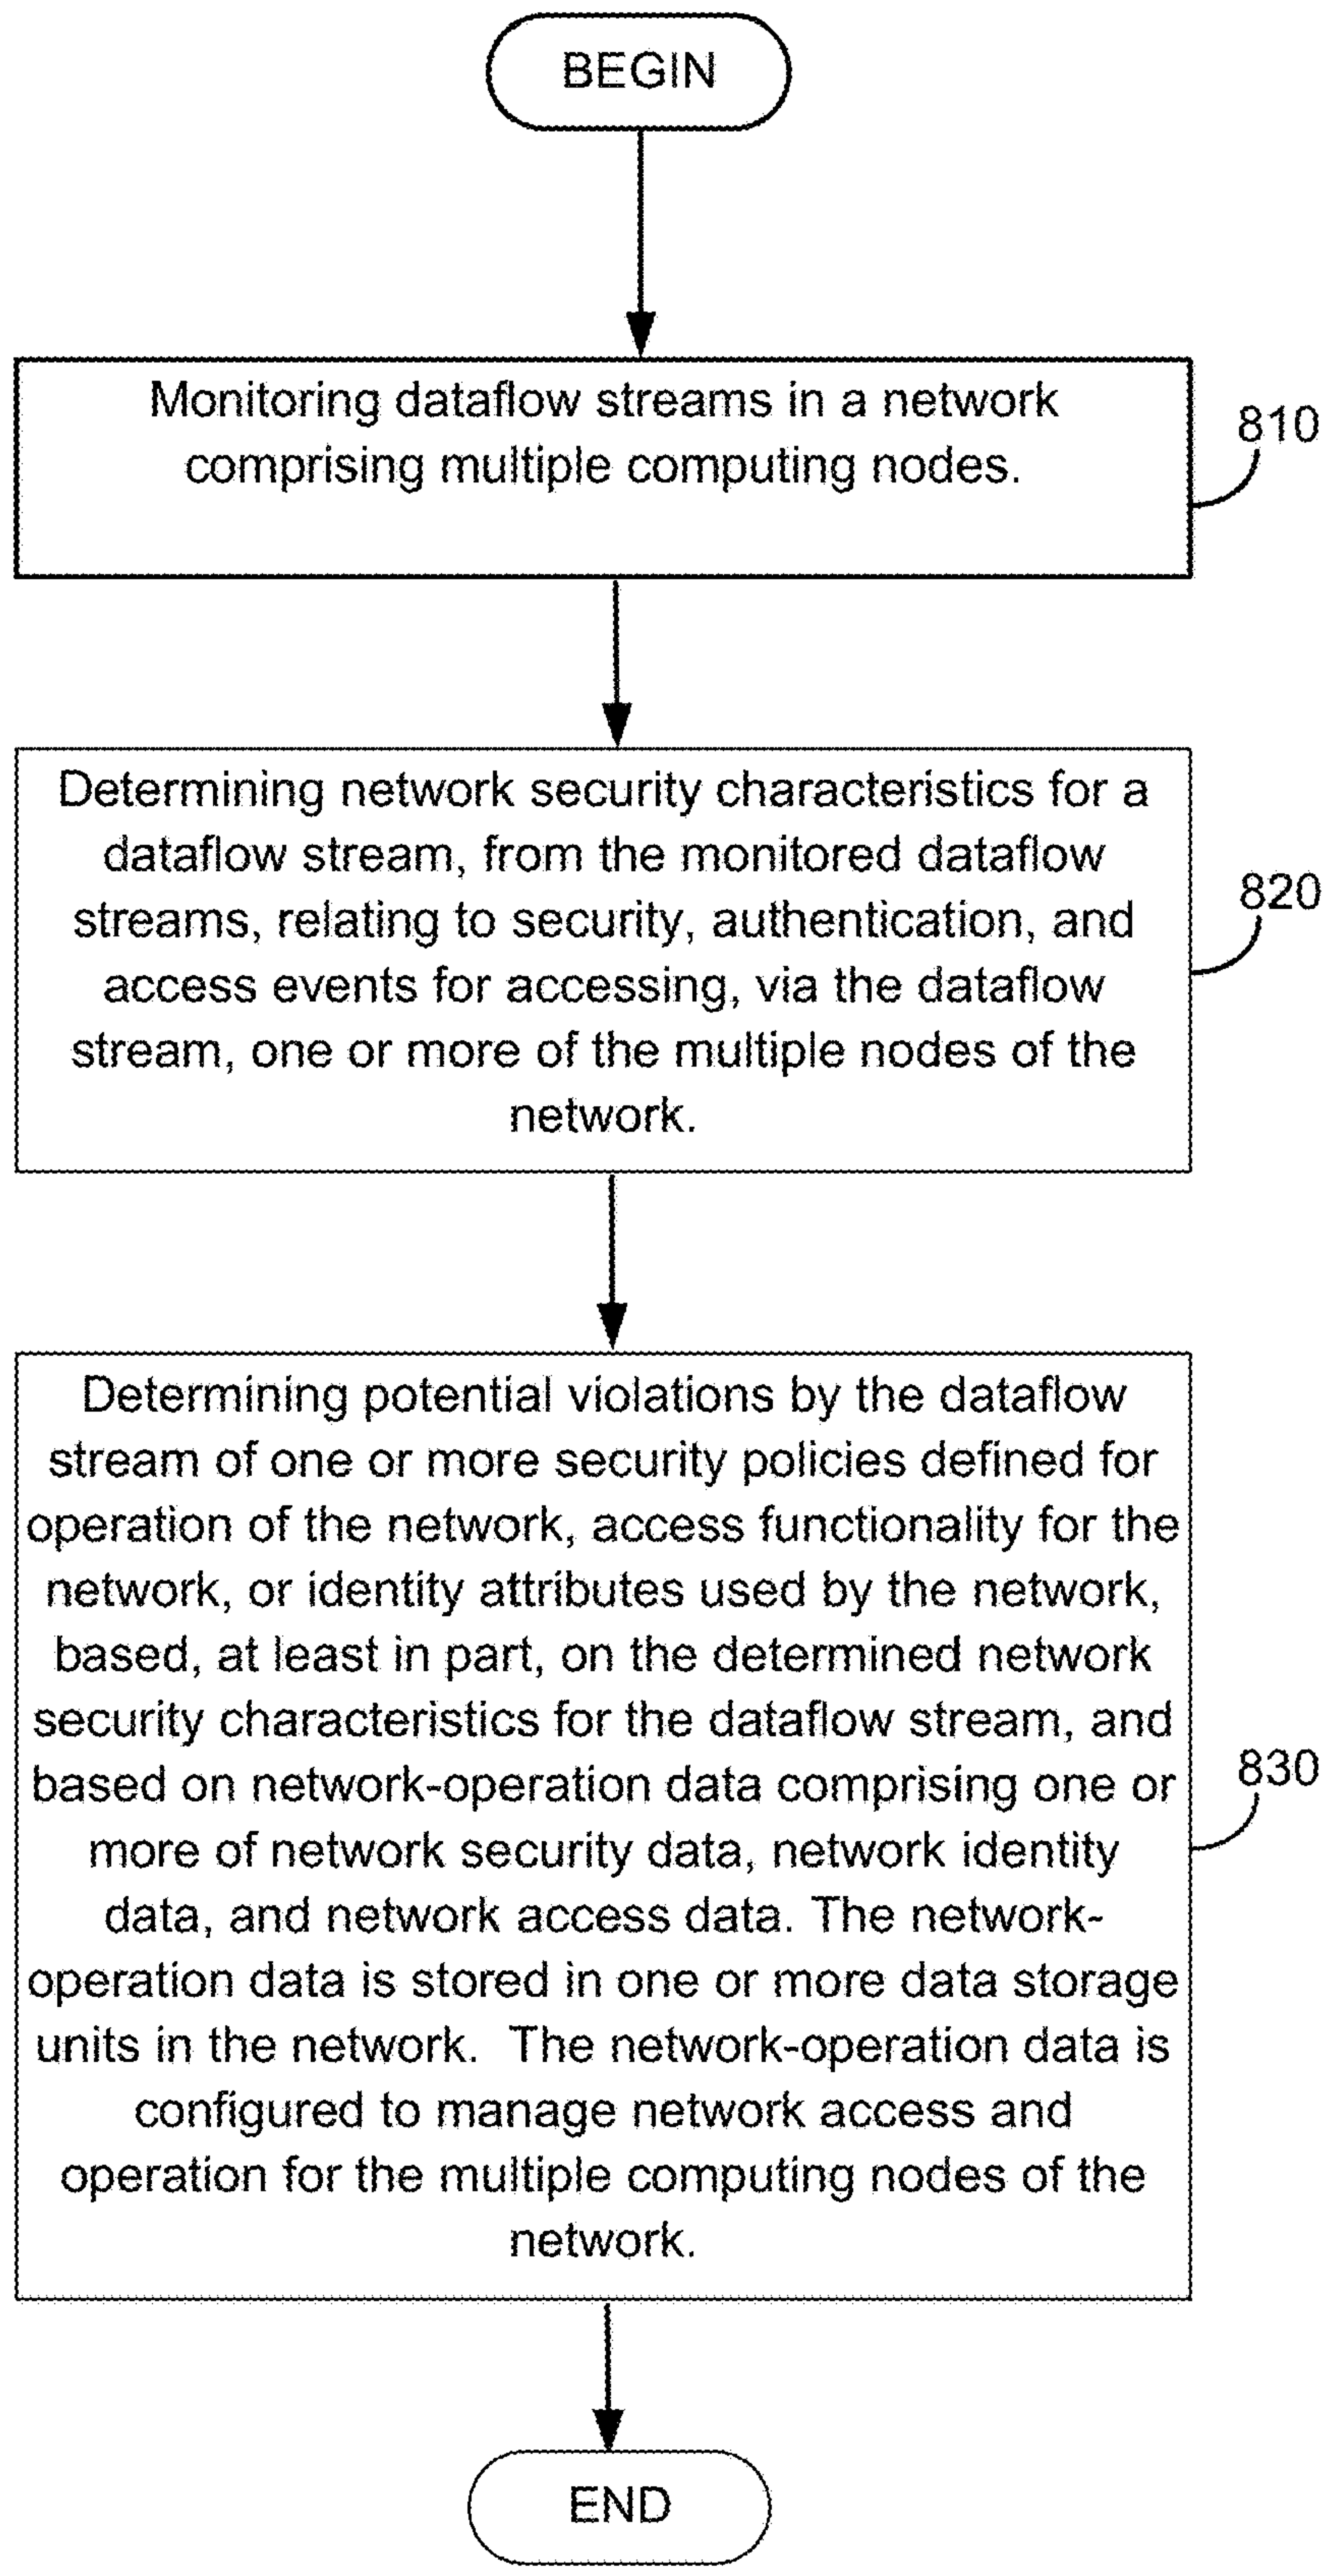 BEGIN
Monitoring dataflow streams in a network
comprising multiple computing nodes.
810
Determining network security characteristics for a
dataflow stream, from the monitored dataflow
streams, relating to security, authentication, and
access events for accessing, via the dataflow
stream, one or more of the multiple nodes of the
network.
820
Determining potential violations by the dataflow
stream of one or more security policies defined for
operation of the network, access functionality for the
network, or identity attributes used by the network,
based, at least in part, on the determined network
security characteristics for the dataflow stream, and
based on network-operation data comprising one or
more of network security data, network identity
data, and network access data. The network-
operation data is stored in one or more data storage
units in the network.  The network-operation data is
configured to manage network access and
operation for the multiple computing nodes of the
network.
830
END